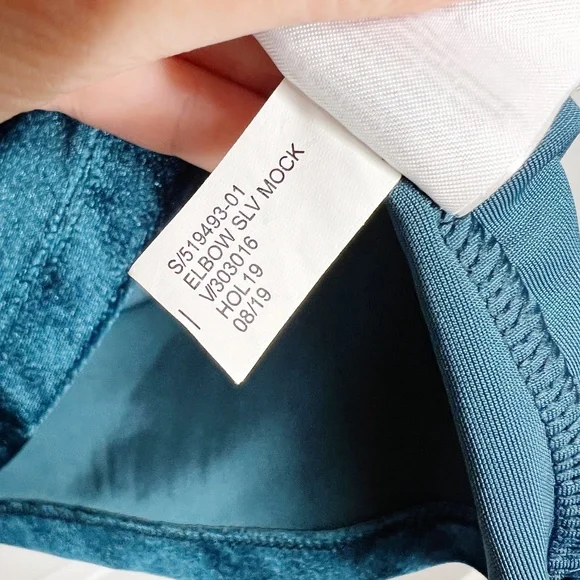 S/519493-01
ELBOW SLV MOCK
V/303016
HOL19
08/19